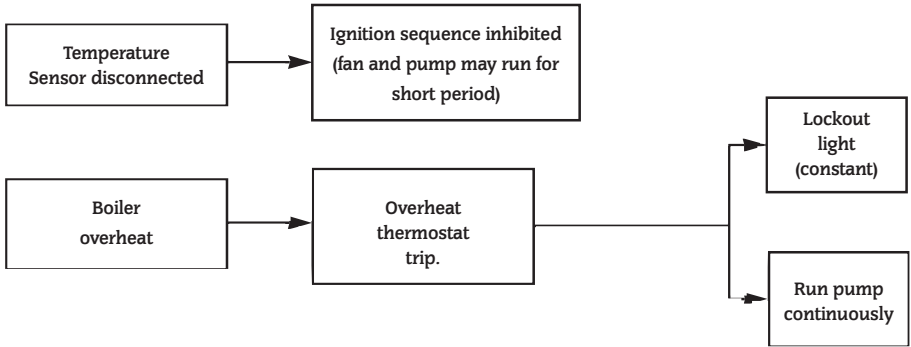 Temperature
Sensor disconnected
Ignition sequence inhibited
(fan and pump may run for
short period)
Boiler
overheat
Overheat
thermostat
trip.
Lockout
light
(constant)
Run pump
continuously